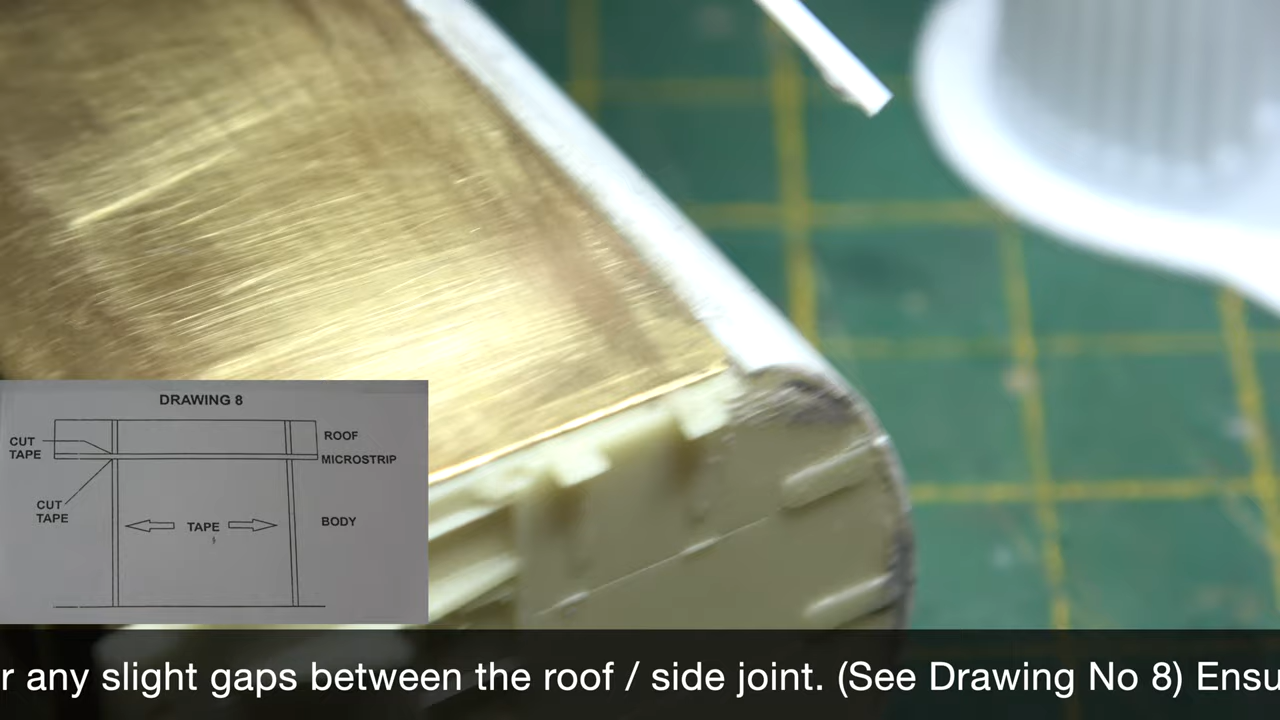 DRAWING 8
CUT
TAPE
ROOF
MICROSTRIP
CUT
TAPE
TAPE
BODY
any slight gaps between the roof / side joint. (See Drawing No 8)